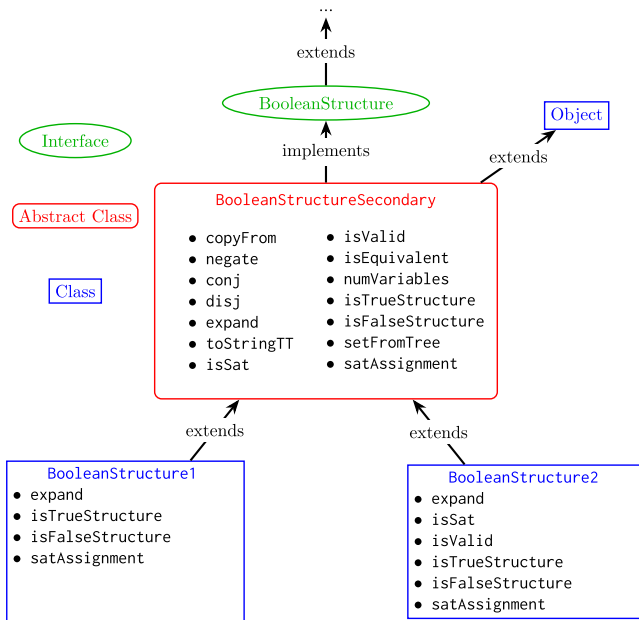 ...
extends
BooleanStructure
Object
Interface
implements
extends
BooleanStructureSecondary
Abstract Class
Class
• copyFrom
• negate
• conj
• disj
• expand
• toStringTT
• isSat
• isValid
• isEquivalent
• numVariables
• isTrueStructure
• isFalseStructure
• setFromTree
• satAssignment
extends
extends
BooleanStructure1
• expand
• isTrueStructure
• isFalseStructure
• satAssignment
BooleanStructure2
• expand
• isSat
• isValid
• isTrueStructure
• isFalseStructure
• satAssignment